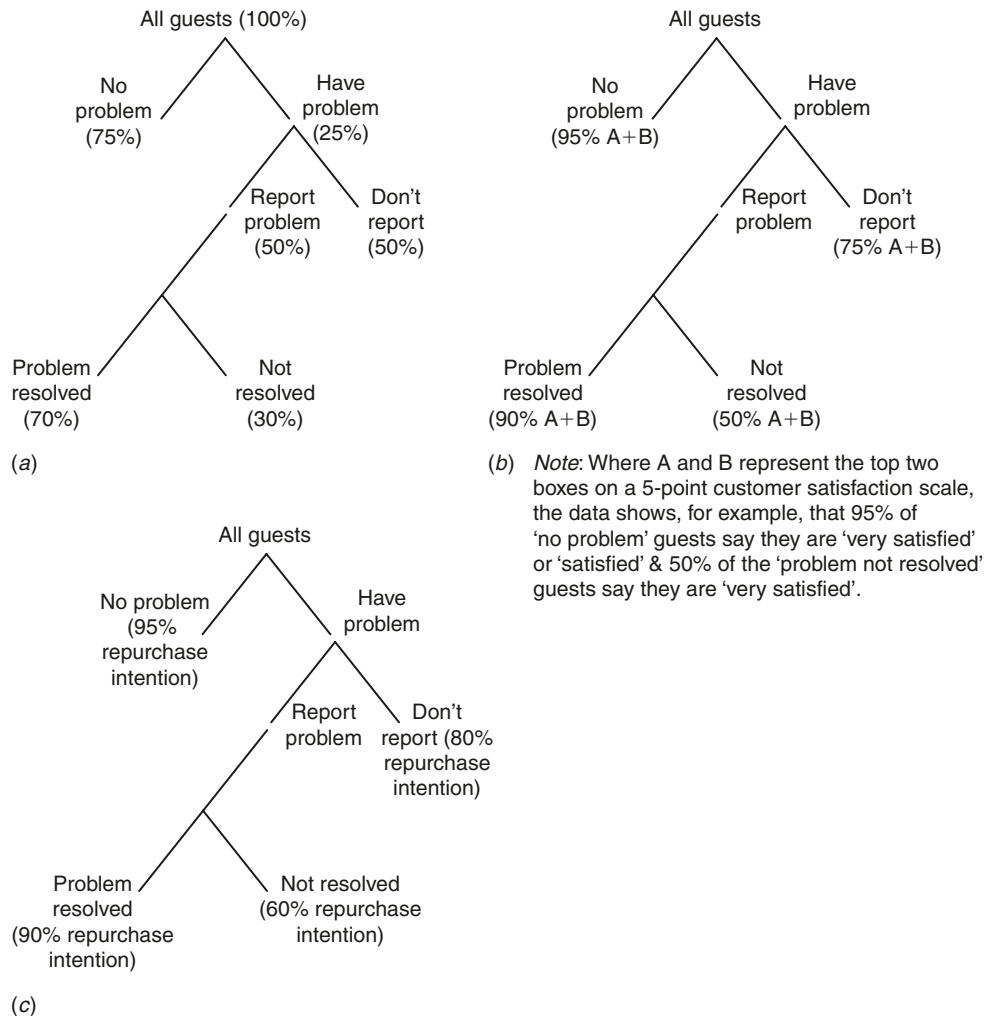 All guests (100%)
No
problem
(75%)
Have
problem
(25%)
Report
problem
(50%)
Don't
report
(50%)
Problem
resolved
(70%)
Not
resolved
(30%)
(a)
All guests
No
problem
(95% A+B)
Have
problem
Report
problem
Don't
report
(75% A+B)
Problem
resolved
(90% A+B)
Not
resolved
(50% A+B)
(b) Note: Where A and B represent the top two
boxes on a 5-point customer satisfaction scale,
the data shows, for example, that 95% of
‘no problem’ guests say they are ‘very satisfied’
or ‘satisfied’ & 50% of the ‘problem not resolved’
guests say they are ‘very satisfied’.
All guests
No problem
(95%
repurchase
intention)
Have
problem
Report
problem
Don't
report (80%
repurchase
intention)
Problem
resolved
(90% repurchase
intention)
Not resolved
(60% repurchase
intention)
(c)